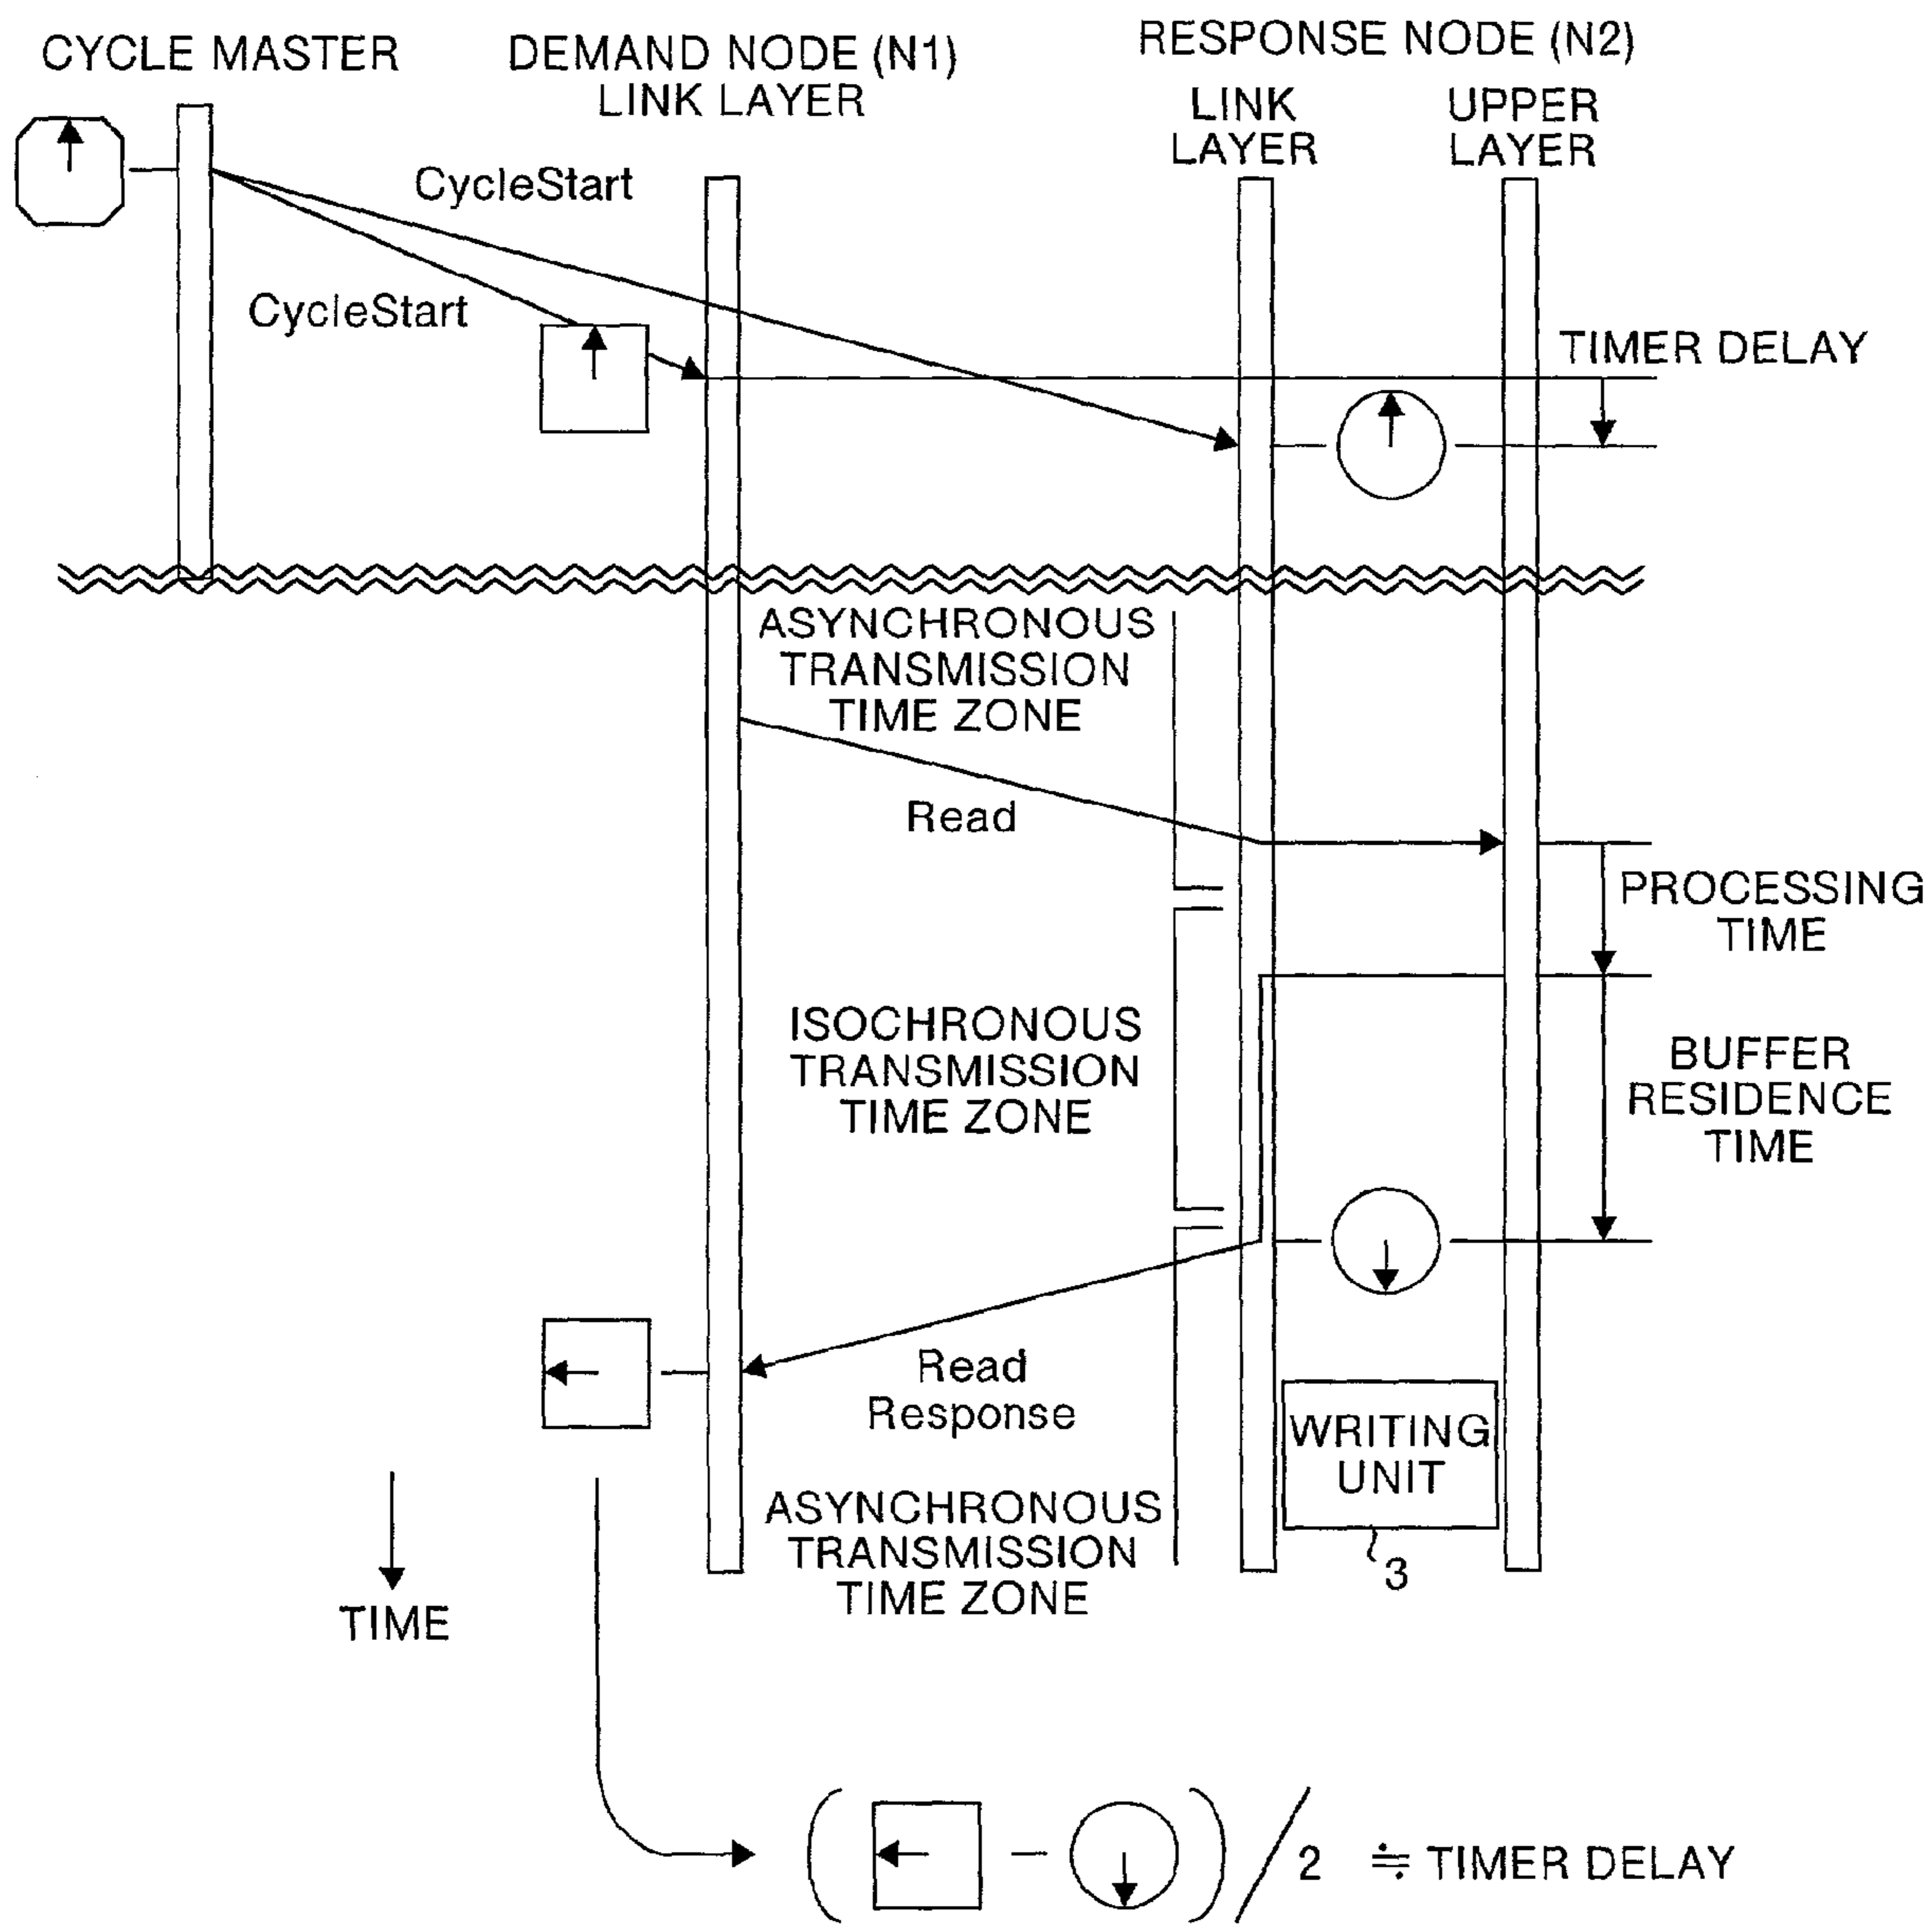 CYCLE MASTER
DEMAND NODE (N1)
LINK LAYER
RESPONSE NODE (N2)
LINK
LAYER
UPPER
LAYER
CycleStart
CycleStart
TIMER DELAY
ASYNCHRONOUS
TRANSMISSION
TIME ZONE
Read
PROCESSING
TIME
ISOCHRONOUS
TRANSMISSION
TIME ZONE
BUFFER
RESIDENCE
TIME
Read
Response
WRITING
UNIT
3
ASYNCHRONOUS
TRANSMISSION
TIME ZONE
TIME
( − ) / 2 ≒ TIMER DELAY